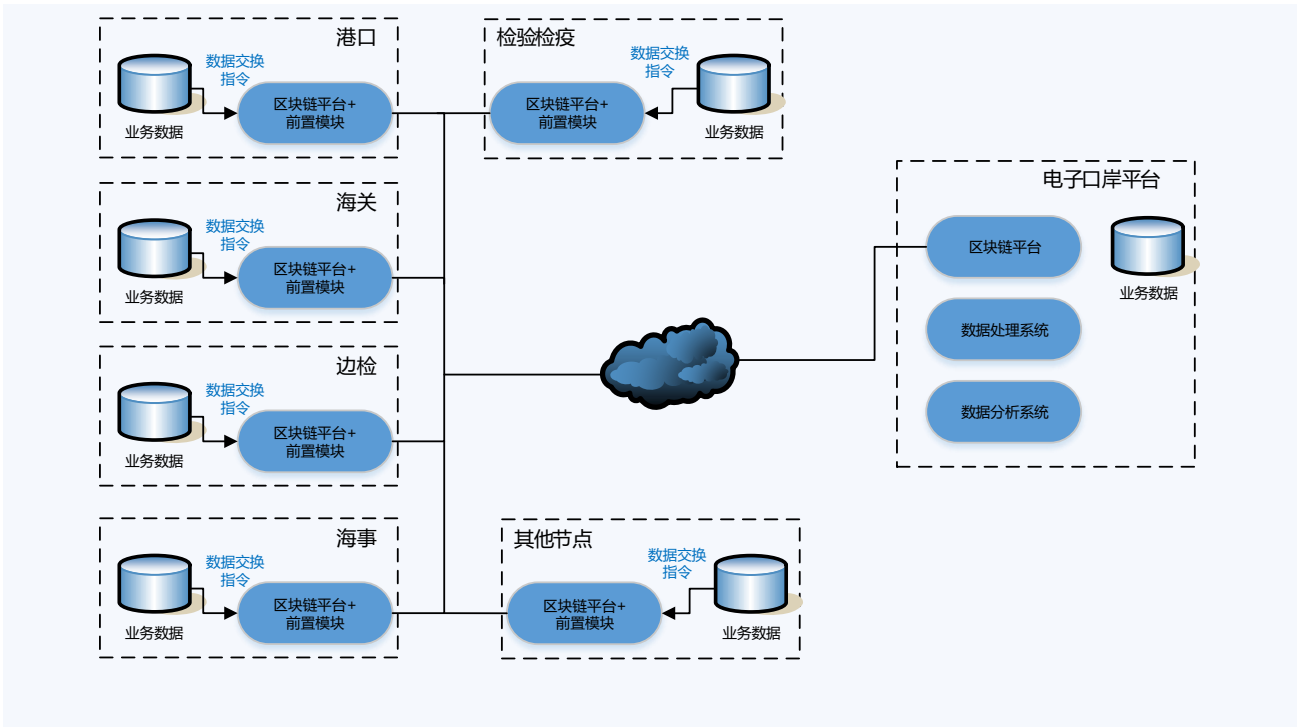 港口
数据交换
指令
区块链平台+
前置模块
业务数据
检验检疫
数据交换
指令
区块链平台+
前置模块
业务数据
海关
数据交换
指令
区块链平台+
前置模块
业务数据
电子口岸平台
区块链平台
业务数据
数据处理系统
数据分析系统
边检
数据交换
指令
区块链平台+
前置模块
业务数据
海事
数据交换
指令
区块链平台+
前置模块
业务数据
其他节点
数据交换
指令
区块链平台+
前置模块
业务数据